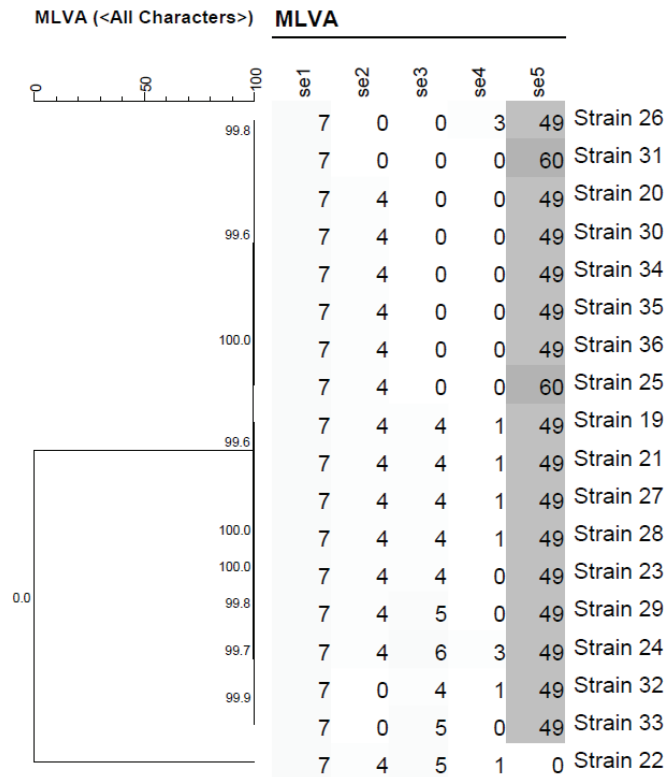 MLVA (<All Characters>) MLVA
0 50 100 se1 se2 se3 se4 se5
99.8 7 0 0 3 49 Strain 26
7 0 0 0 60 Strain 31
7 4 0 0 49 Strain 20
99.6 7 4 0 0 49 Strain 30
7 4 0 0 49 Strain 34
7 4 0 0 49 Strain 35
100.0 7 4 0 0 49 Strain 36
7 4 0 0 60 Strain 25
7 4 4 1 49 Strain 19
99.6 7 4 4 1 49 Strain 21
7 4 4 1 49 Strain 27
100.0 7 4 4 1 49 Strain 28
100.0 7 4 4 0 49 Strain 23
0.0 99.8 7 4 5 0 49 Strain 29
99.7 7 4 6 3 49 Strain 24
99.9 7 0 4 1 49 Strain 32
7 0 5 0 49 Strain 33
7 4 5 1 0 Strain 22